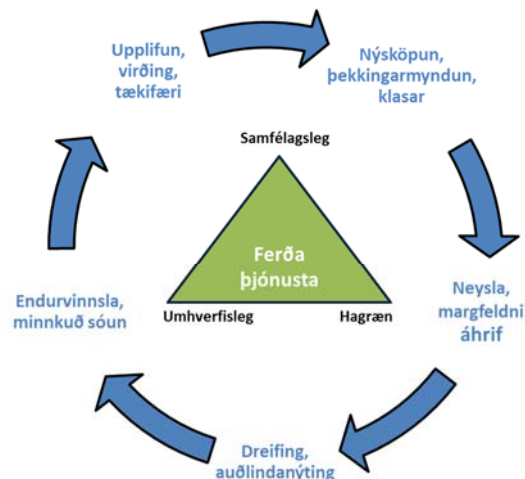 Upplifun,
virðing,
tækifæri
Nýsköpun,
þekkingarmyndun,
klasar
Samfélagsleg
Ferða
þjónusta
Umhverfisleg
Hagræn
Endurvinnsla,
minnkuð sóun
Neysla,
margfeldni
áhrif
Dreifing,
auðlindanýting